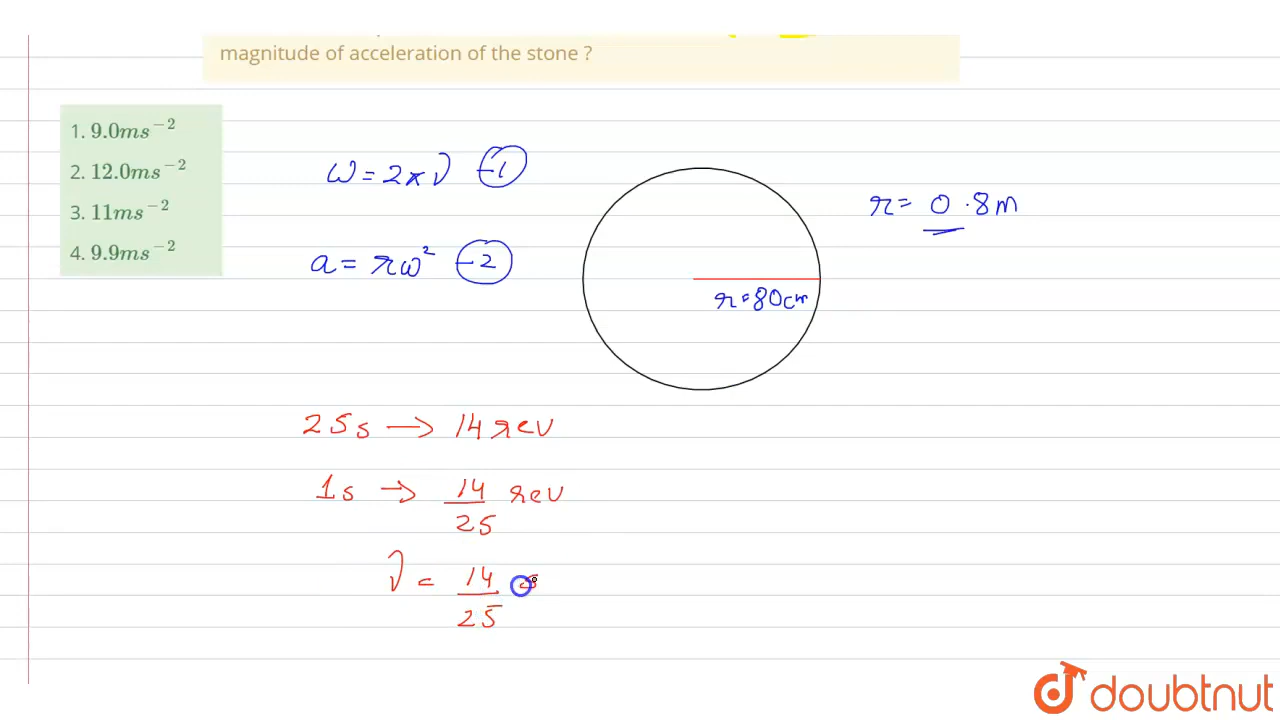 magnitude of acceleration of the stone ?
1. 9.0ms⁻²
2. 12.0ms⁻²
3. 11ms⁻²
4. 9.9ms⁻²
ω = 2πν –1
a = rω² –2
r = 0.8m
r=80cm
25s → 14 rev
1s → 14/25 rev
ν = 14/25
doubtnut